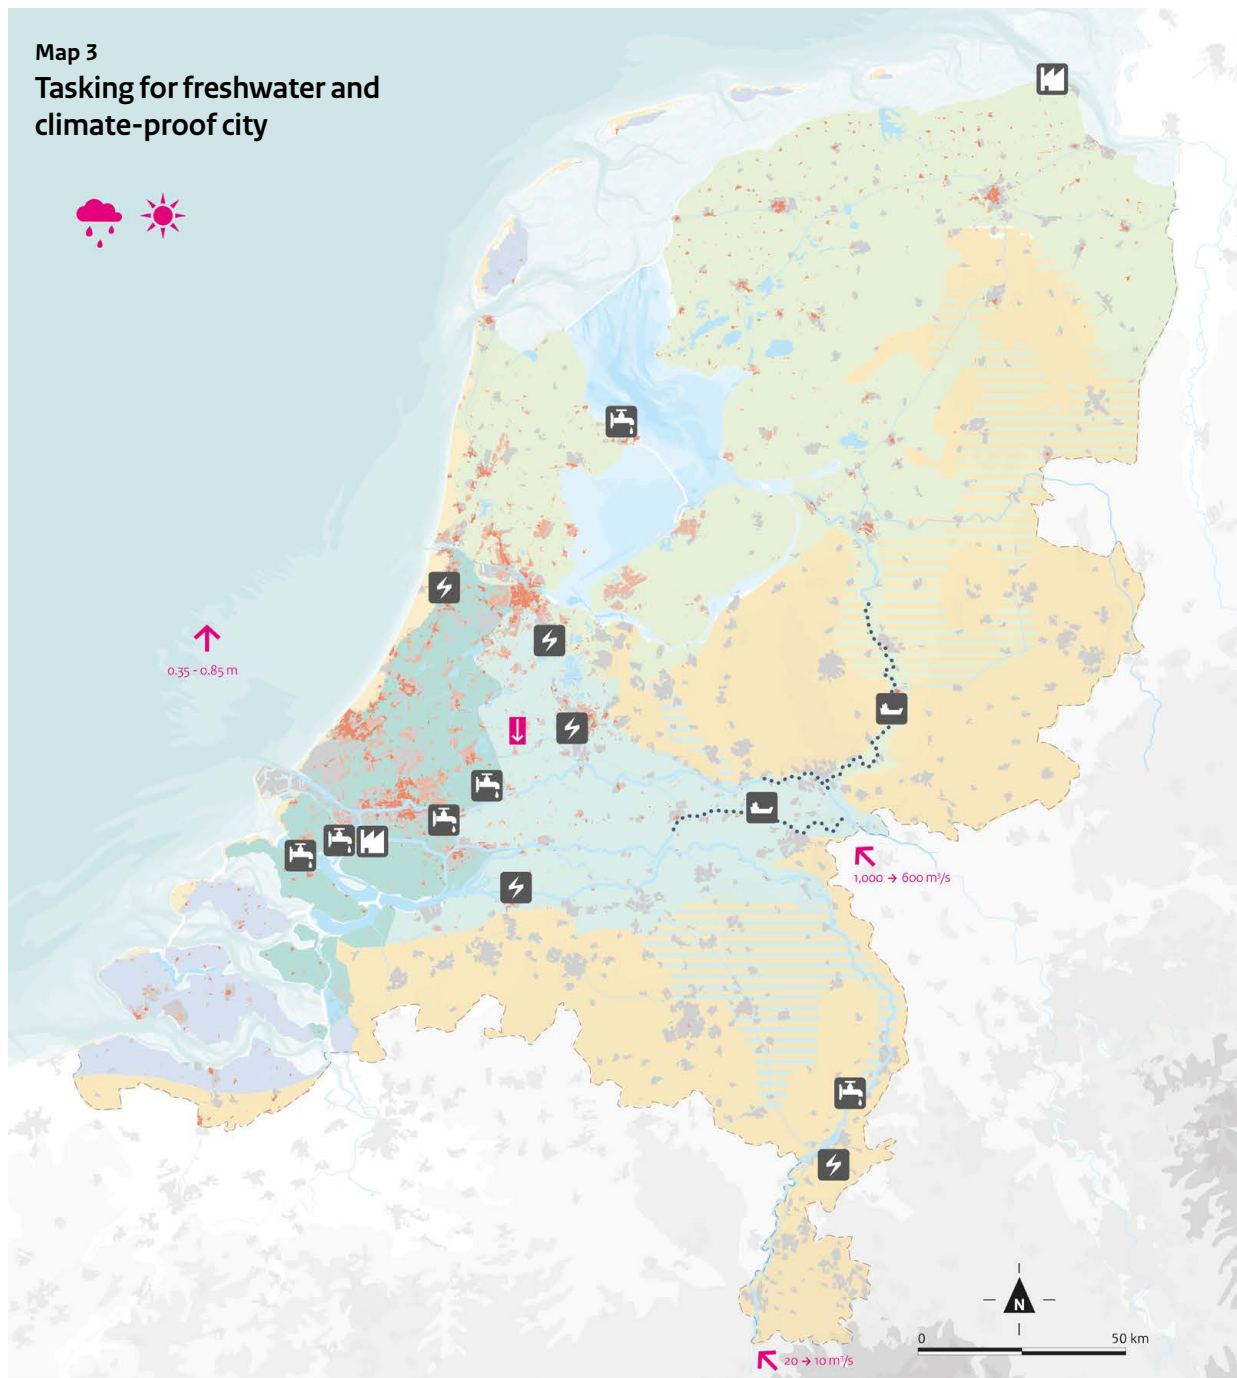 Map 3
Tasking for freshwater and
climate-proof city
0.35 - 0.85 m
1,000 → 600 m³/s
N
0 50 km
20 → 10 m³/s